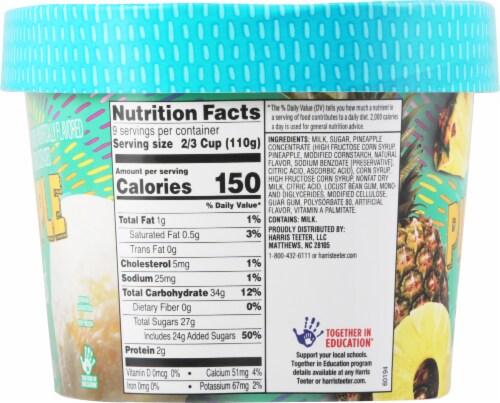 Nutrition Facts
9 servings per container
Serving size 2/3 Cup (110g)
Amount per serving
Calories 150
% Daily Value*
Total Fat 1g 1%
Saturated Fat 0.5g 3%
Trans Fat 0g
Cholesterol 5mg 1%
Sodium 25mg 1%
Total Carbohydrate 34g 12%
Dietary Fiber 0g 0%
Total Sugars 27g
Includes 24g Added Sugars 50%
Protein 2g
Vitamin D 0mcg 0% • Calcium 51mg 4%
Iron 0mg 0% • Potassium 67mg 2%
*The % Daily Value (DV) tells you how much a nutrient in
a serving of food contributes to a daily diet. 2,000 calories
a day is used for general nutrition advice.
INGREDIENTS: MILK, SUGAR, PINEAPPLE
CONCENTRATE (HIGH FRUCTOSE CORN SYRUP,
PINEAPPLE, MODIFIED CORNSTARCH, NATURAL
FLAVOR, SODIUM BENZOATE [PRESERVATIVE],
CITRIC ACID, ASCORBIC ACID), CORN SYRUP,
HIGH FRUCTOSE CORN SYRUP, NONFAT DRY
MILK, CITRIC ACID, LOCUST BEAN GUM, MONO-
AND DIGLYCERIDES, MODIFIED CELLULOSE,
GUAR GUM, POLYSORBATE 80, ARTIFICIAL
FLAVOR, VITAMIN A PALMITATE.
CONTAINS: MILK.
PROUDLY DISTRIBUTED BY:
HARRIS TEETER, LLC
MATTHEWS, NC 28105
1-800-432-6111 or harristeeter.com
TOGETHER IN
EDUCATION
Support your local schools.
Together in Education program
details available at any Harris
Teeter or harristeeter.com.
60194
FLAVORED
TOGETHER IN
EDUCATION